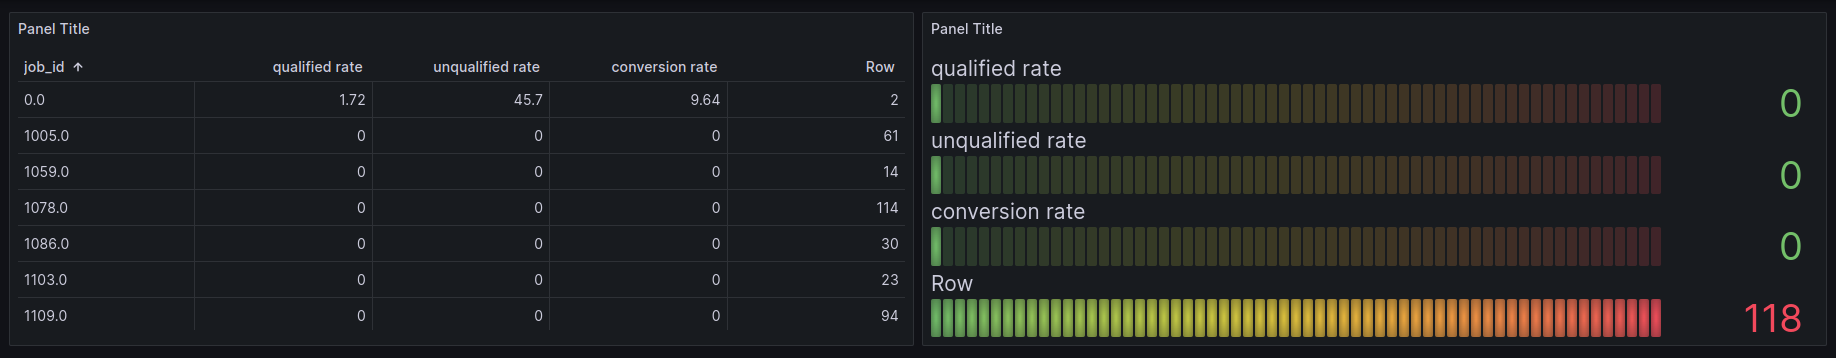 Panel Title
job_id ↑ qualified rate unqualified rate conversion rate Row
0.0 1.72 45.7 9.64 2
1005.0 0 0 0 61
1059.0 0 0 0 14
1078.0 0 0 0 114
1086.0 0 0 0 30
1103.0 0 0 0 23
1109.0 0 0 0 94
Panel Title
qualified rate
0
unqualified rate
0
conversion rate
0
Row
118